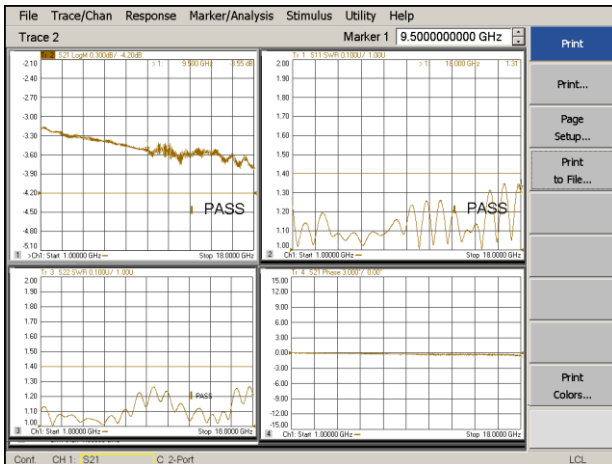 File Trace/Chan Response Marker/Analysis Stimulus Utility Help
Trace 2 Marker 1 9.5000000000 GHz
Print
Print...
Page
Setup...
Print
to File...
Print
Colors...
Tr 2 S21 LogM 0.300dB/ -4.20dB
-2.10 > 1: 9.500 GHz -3.55 dB
-2.40
-2.70
-3.00
-3.30
-3.60
-3.90
-4.20
-4.50 PASS
-4.80
-5.10
1 >Ch1: Start 1.00000 GHz Stop 18.0000 GHz
Tr 1 S11 SWR 0.100U/ 1.00U
2.00 > 1: 18.000 GHz 1.31
1.90
1.80
1.70
1.60
1.50
1.40
1.30
1.20 PASS
1.10
1.00
2 Ch1: Start 1.00000 GHz Stop 18.0000 GHz
Tr 3 S22 SWR 0.100U/ 1.00U
2.00
1.90
1.80
1.70
1.60
1.50
1.40
1.30
1.20 PASS
1.10
1.00
3 Ch1: Start 1.00000 GHz Stop 18.0000 GHz
Tr 4 S21 Phase 3.000°/ 0.00°
15.00
12.00
9.00
6.00
3.00
0.00
-3.00
-6.00
-9.00
-12.00
-15.00
4 Ch1: Start 1.00000 GHz Stop 18.0000 GHz
Cont. CH 1: S21 C 2-Port LCL